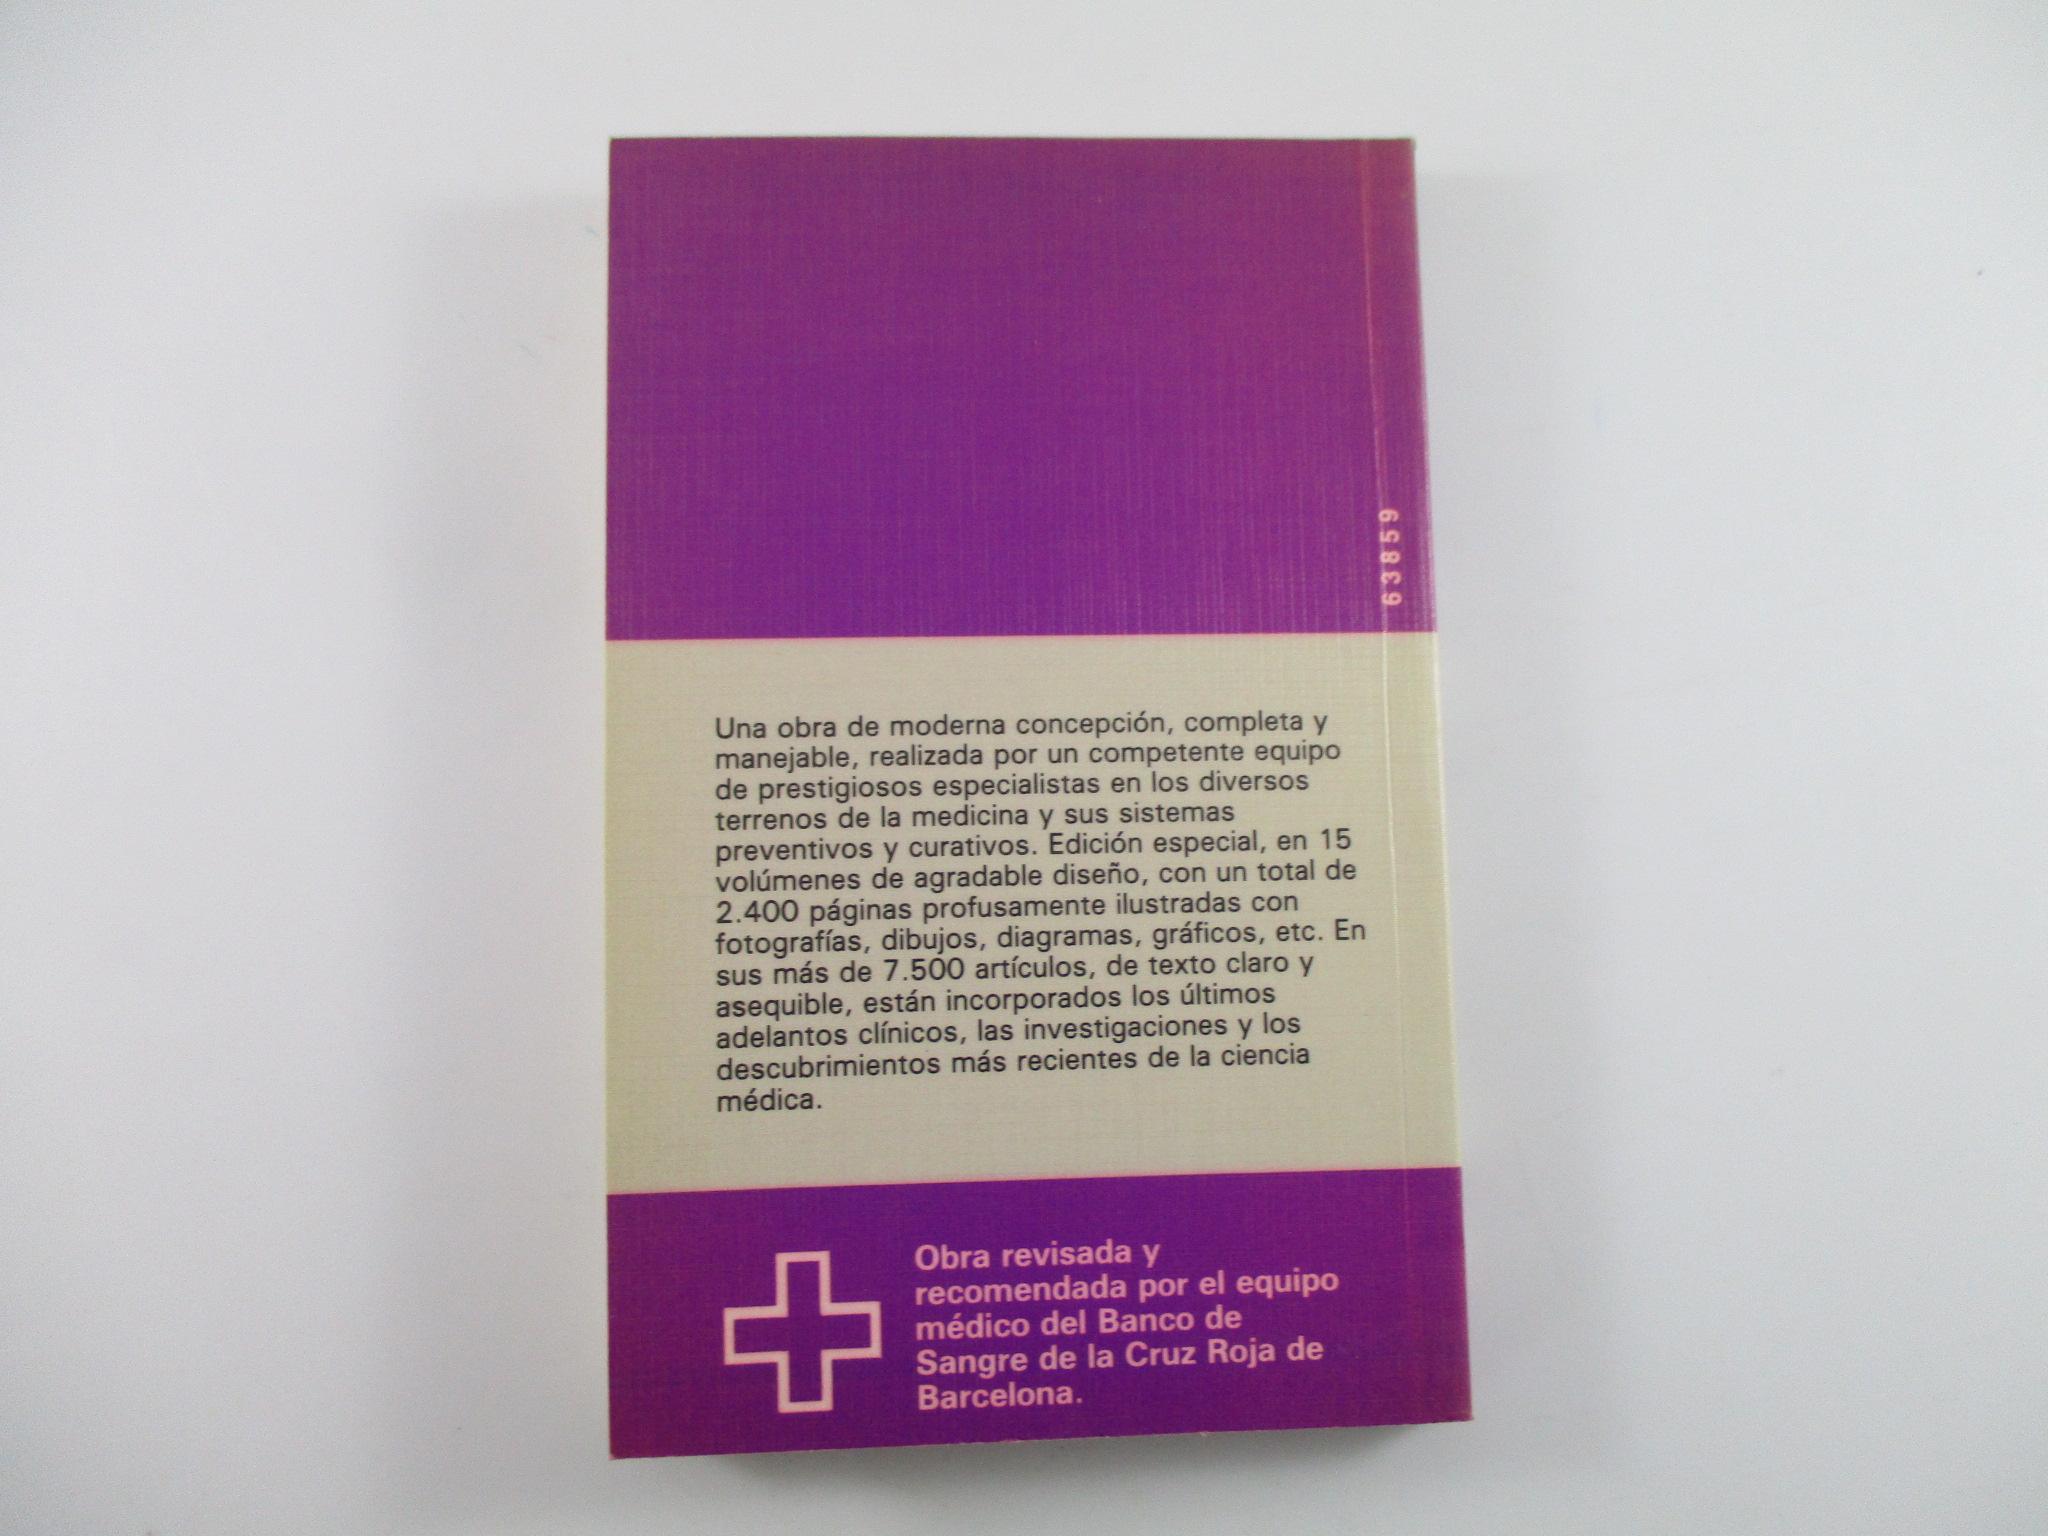 63859
Una obra de moderna concepción, completa y
manejable, realizada por un competente equipo
de prestigiosos especialistas en los diversos
terrenos de la medicina y sus sistemas
preventivos y curativos. Edición especial, en 15
volúmenes de agradable diseño, con un total de
2.400 páginas profusamente ilustradas con
fotografías, dibujos, diagramas, gráficos, etc. En
sus más de 7.500 artículos, de texto claro y
asequible, están incorporados los últimos
adelantos clínicos, las investigaciones y los
descubrimientos más recientes de la ciencia
médica.
Obra revisada y
recomendada por el equipo
médico del Banco de
Sangre de la Cruz Roja de
Barcelona.